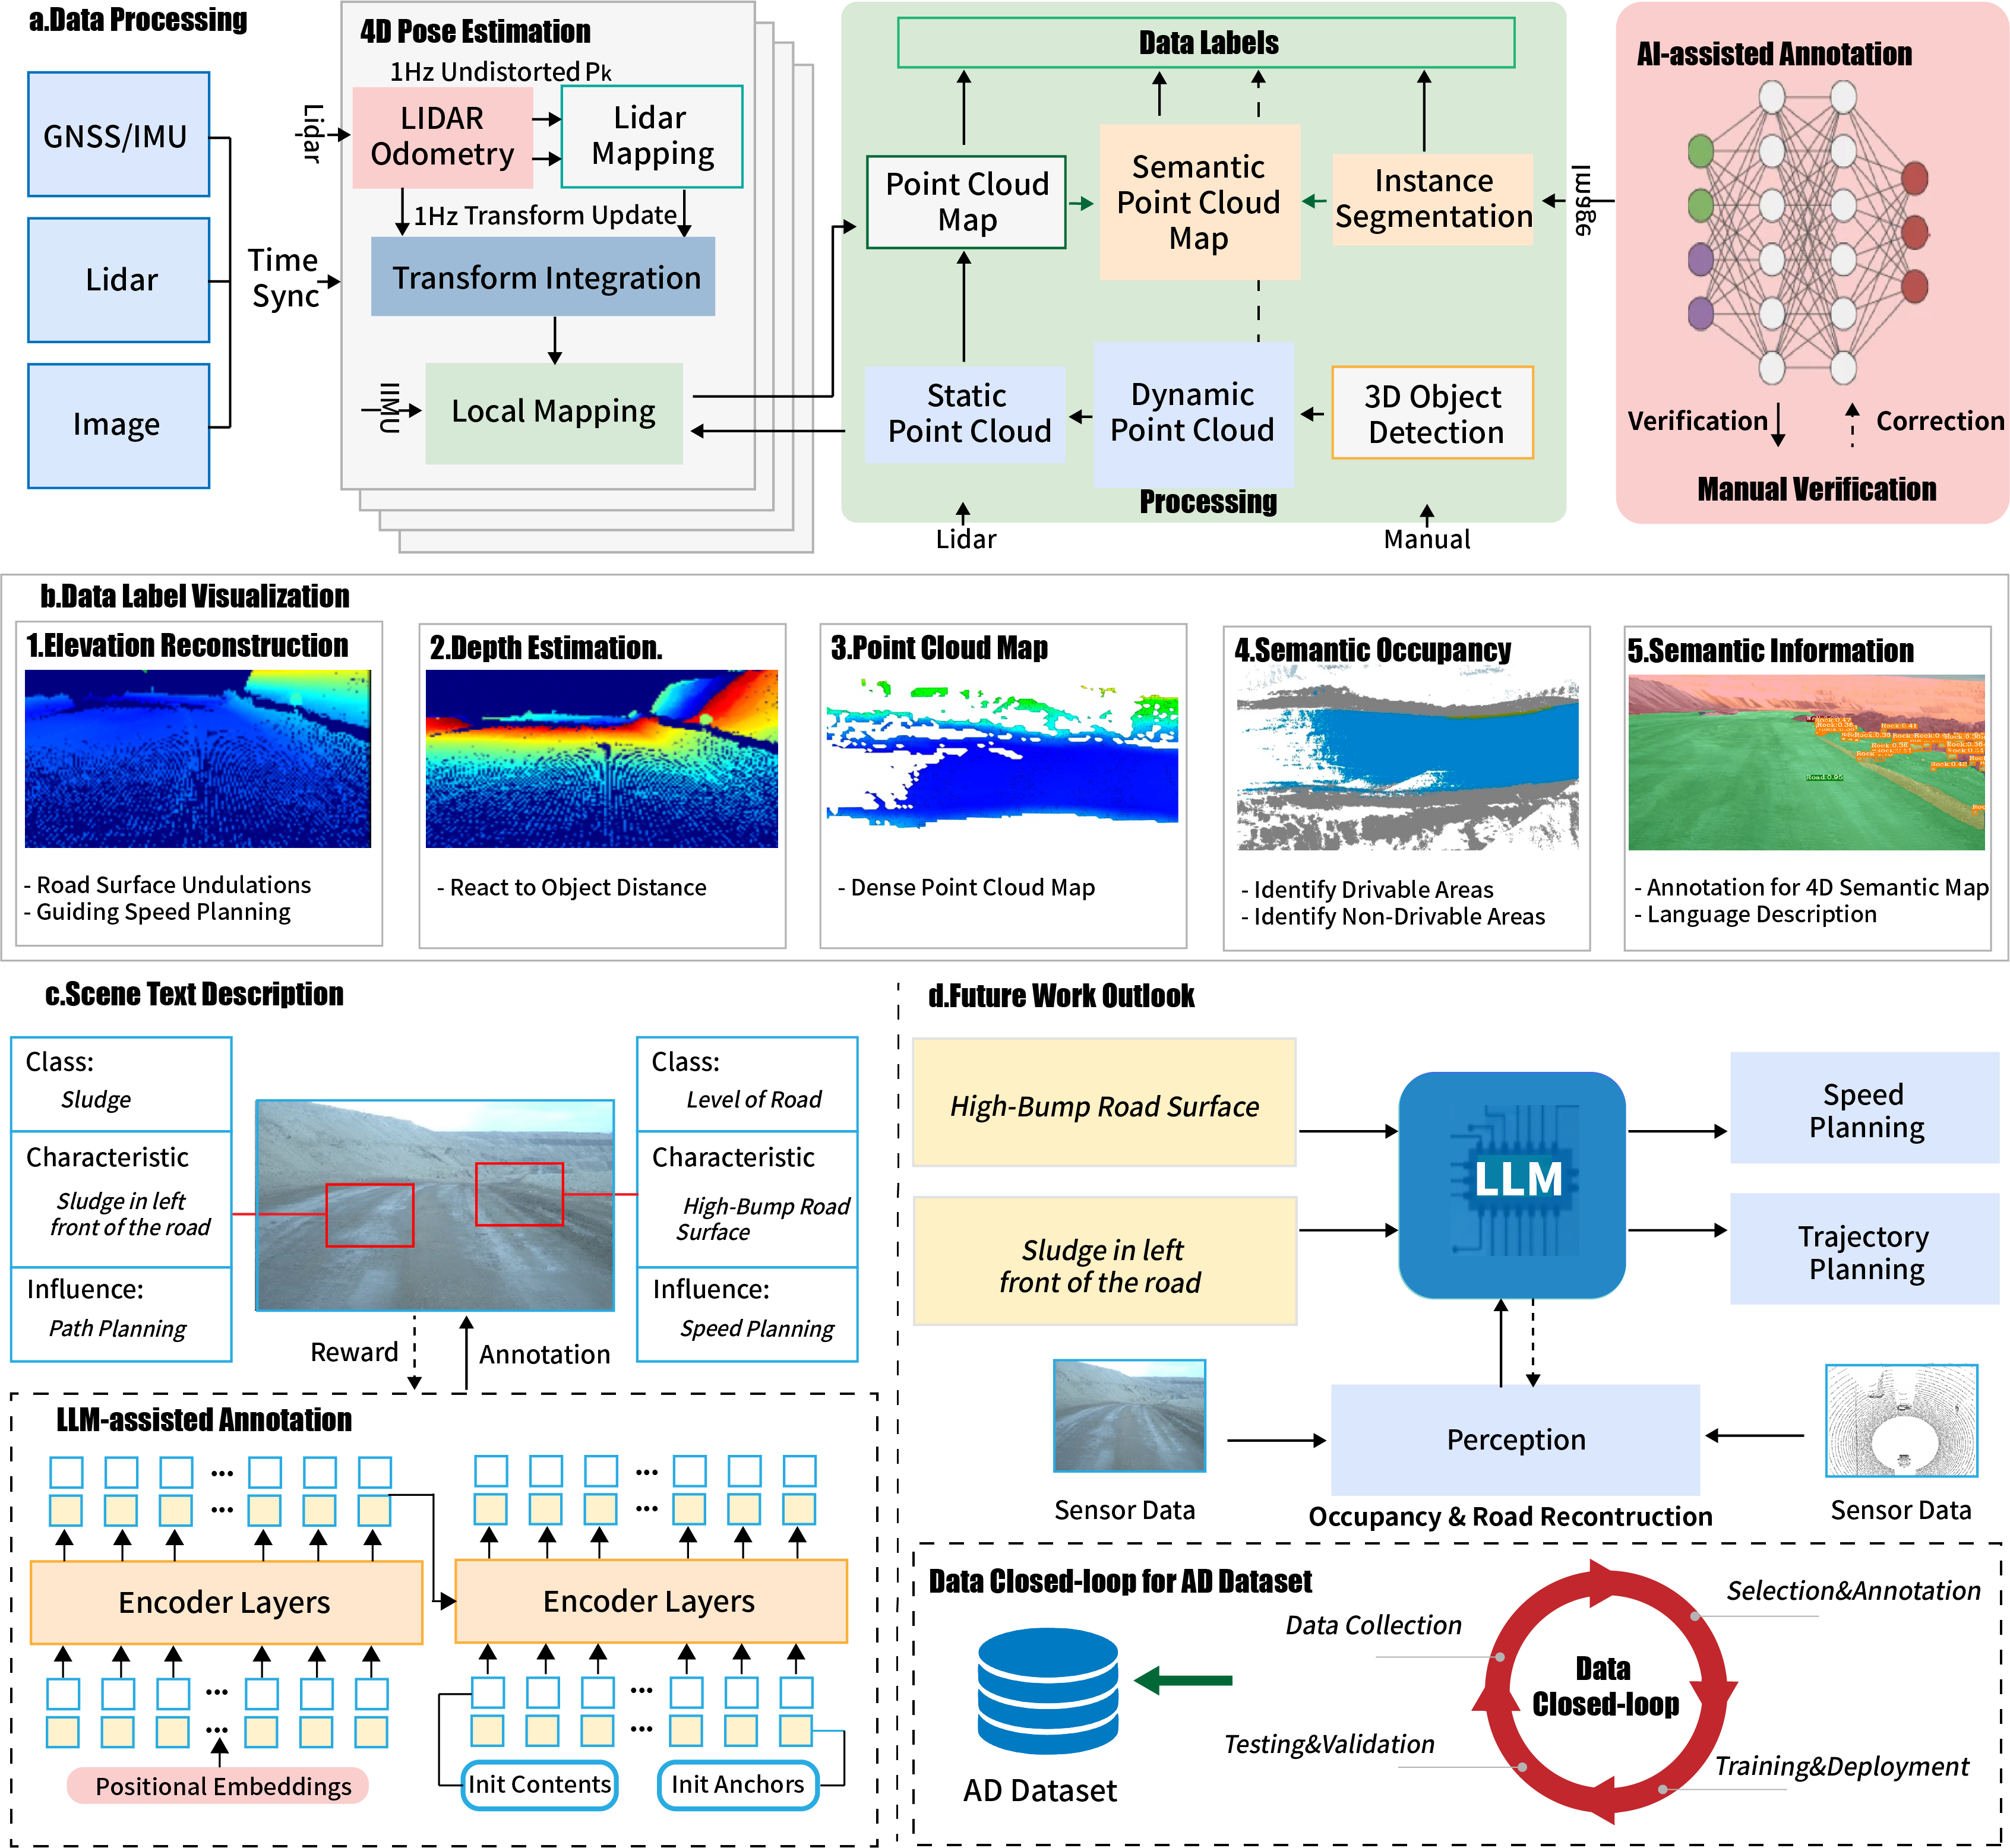 a.Data Processing
GNSS/IMU
Lidar
Image
Time
Sync
4D Pose Estimation
1Hz Undistorted Pk
Lidar
LIDAR
Odometry
Lidar
Mapping
1Hz Transform Update
Transform Integration
IIMU
Local Mapping
Data Labels
Point Cloud
Map
Semantic
Point Cloud
Map
Instance
Segmentation
Image
Static
Point Cloud
Dynamic
Point Cloud
3D Object
Detection
Processing
Lidar
Manual
AI-assisted Annotation
Verification
Correction
Manual Verification
b.Data Label Visualization
1.Elevation Reconstruction
- Road Surface Undulations
- Guiding Speed Planning
2.Depth Estimation.
- React to Object Distance
3.Point Cloud Map
- Dense Point Cloud Map
4.Semantic Occupancy
- Identify Drivable Areas
- Identify Non-Drivable Areas
5.Semantic Information
Road:0.95
- Annotation for 4D Semantic Map
- Language Description
c.Scene Text Description
Class:
Sludge
Characteristic
Sludge in left
front of the road
Influence:
Path Planning
Class:
Level of Road
Characteristic
High-Bump Road
Surface
Influence:
Speed Planning
Reward
Annotation
LLM-assisted Annotation
...
...
...
...
Encoder Layers
Encoder Layers
...
...
...
...
Positional Embeddings
Init Contents
Init Anchors
d.Future Work Outlook
High-Bump Road Surface
Sludge in left
front of the road
LLM
Speed
Planning
Trajectory
Planning
Sensor Data
Perception
Occupancy & Road Recontruction
Sensor Data
Data Closed-loop for AD Dataset
AD Dataset
Data Collection
Selection&Annotation
Data
Closed-loop
Testing&Validation
Training&Deployment